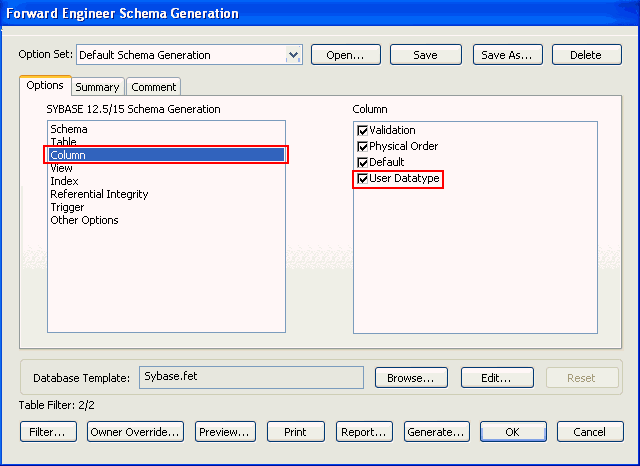 Forward Engineer Schema Generation
Option Set: Default Schema Generation Open... Save Save As... Delete
Options Summary Comment
SYBASE 12.5/15 Schema Generation
Schema
Table
Column
View
Index
Referential Integrity
Trigger
Other Options
Column
Validation
Physical Order
Default
User Datatype
Database Template: Sybase.fet Browse... Edit... Reset
Table Filter: 2/2
Filter... Owner Override... Preview... Print Report... Generate... OK Cancel